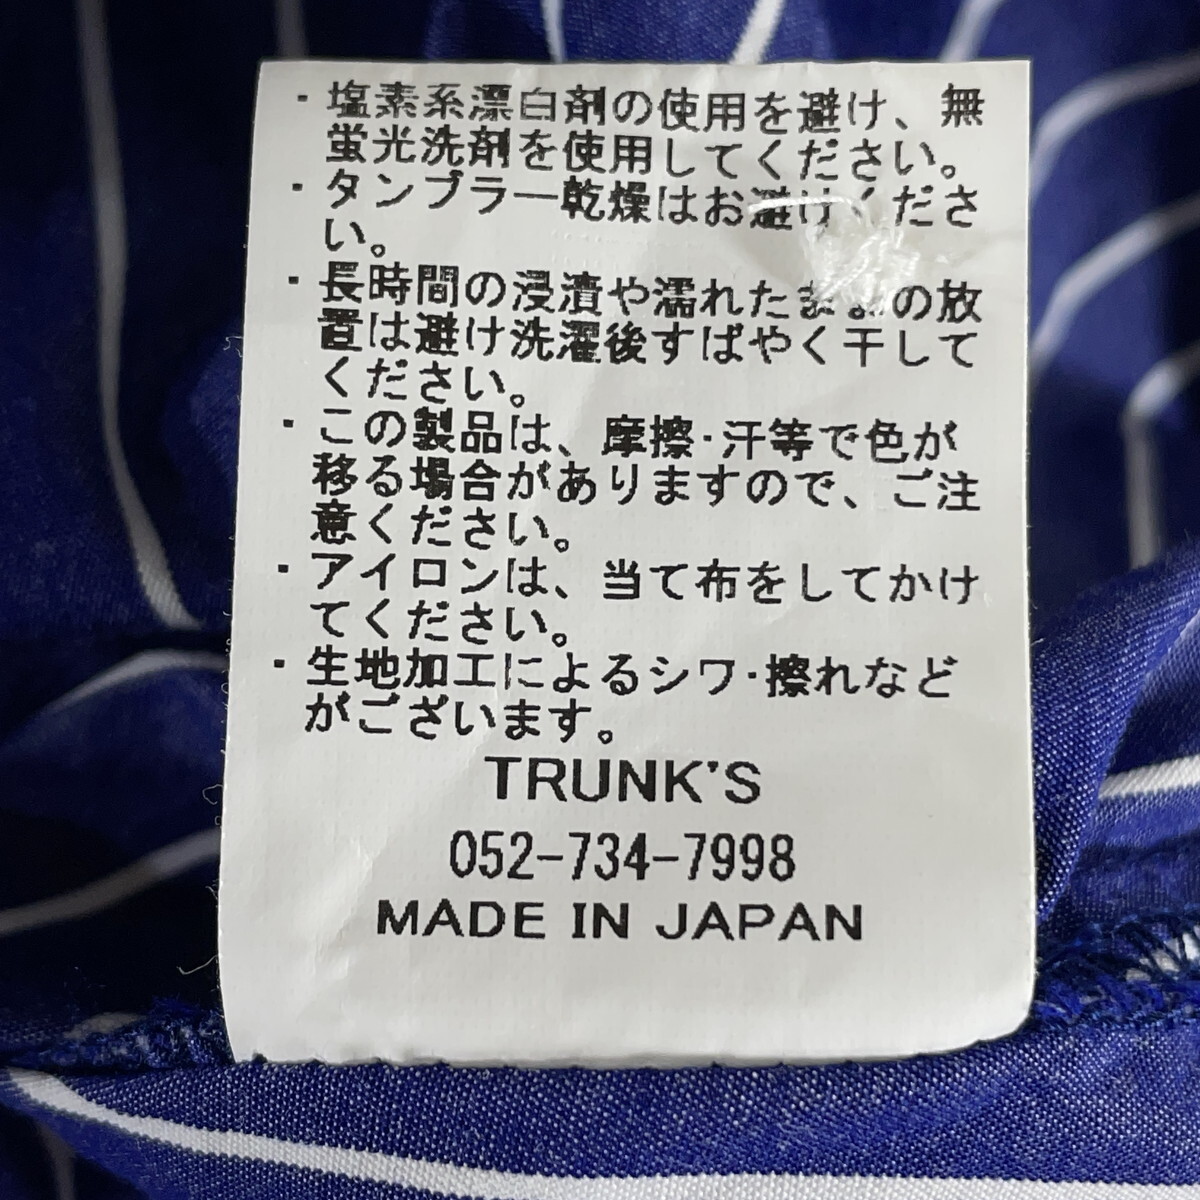 ・塩素系漂白剤の使用を避け、無
蛍光洗剤を使用してください。
・タンブラー乾燥はお避けくださ
い。
・長時間の浸漬や濡れたままの放
置は避け洗濯後すばやく干して
ください。
・この製品は、摩擦・汗等で色が
移る場合がありますので、ご注
意ください。
・アイロンは、当て布をしてかけ
てください。
・生地加工によるシワ・擦れなど
がございます。
TRUNK'S
052-734-7998
MADE IN JAPAN